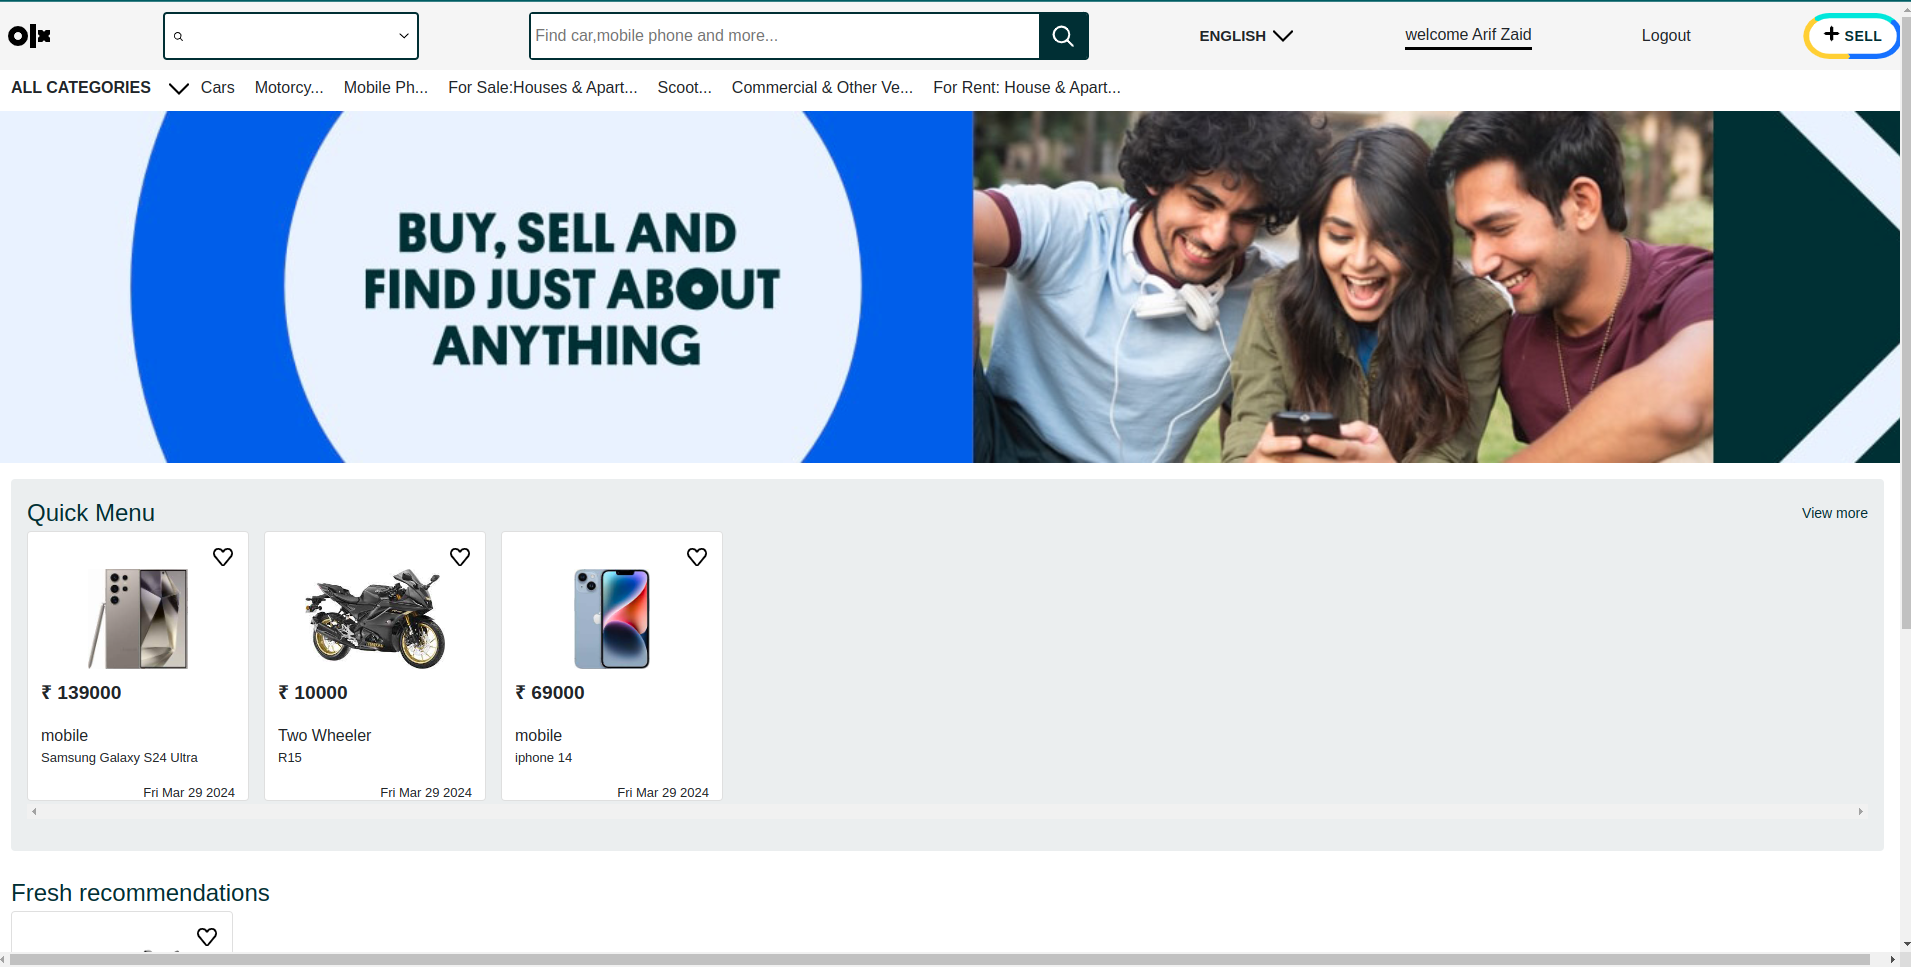 olx
Find car,mobile phone and more...
ENGLISH
welcome Arif Zaid
Logout
+ SELL
ALL CATEGORIES
Cars
Motorcy...
Mobile Ph...
For Sale:Houses & Apart...
Scoot...
Commercial & Other Ve...
For Rent: House & Apart...
BUY, SELL AND
FIND JUST ABOUT
ANYTHING
Quick Menu
View more
₹ 139000
mobile
Samsung Galaxy S24 Ultra
Fri Mar 29 2024
₹ 10000
Two Wheeler
R15
Fri Mar 29 2024
₹ 69000
mobile
iphone 14
Fri Mar 29 2024
Fresh recommendations